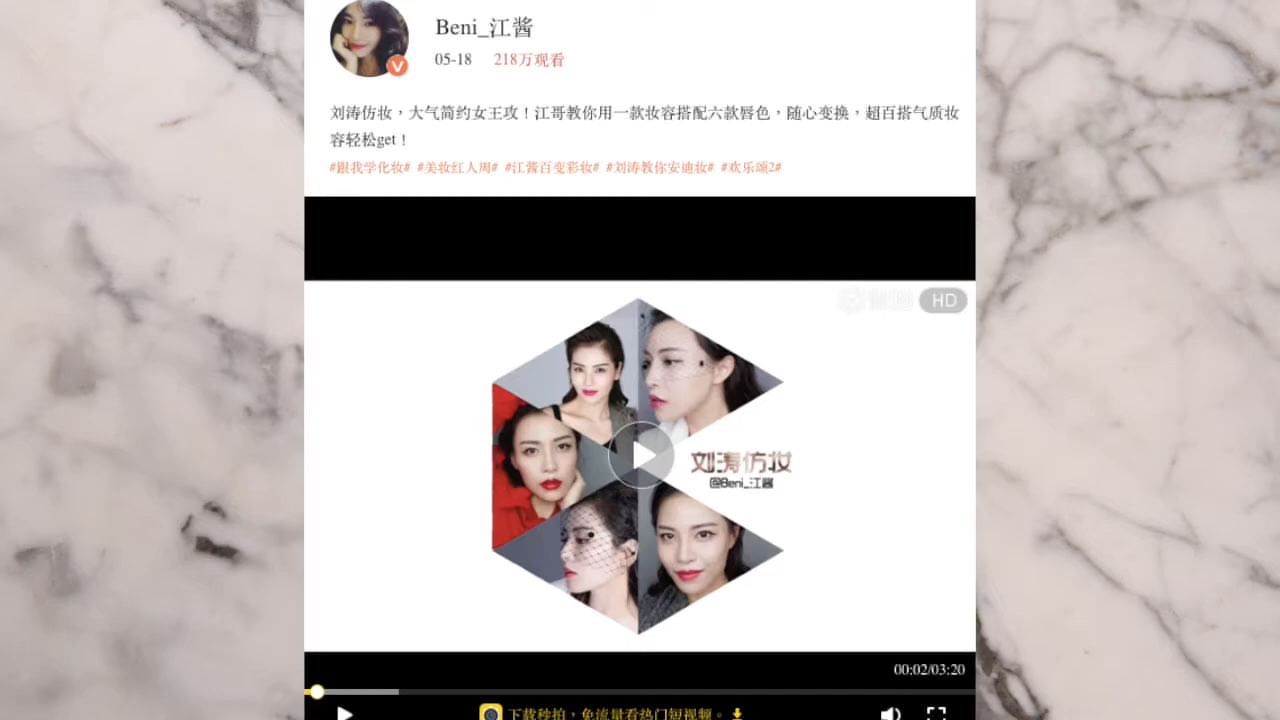 Beni_江酱
05-18 218万观看
刘涛仿妆，大气简约女王攻！江哥教你用一款妆容搭配六款唇色，随心变换，超百搭气质妆
容轻松get！
#跟我学化妆# #美妆红人周# #江酱百变彩妆# #刘涛教你安迪妆# #欢乐颂2#
HD
刘涛仿妆
@Beni_江酱
00:02/03:20
下载秒拍，免流量看热门短视频。